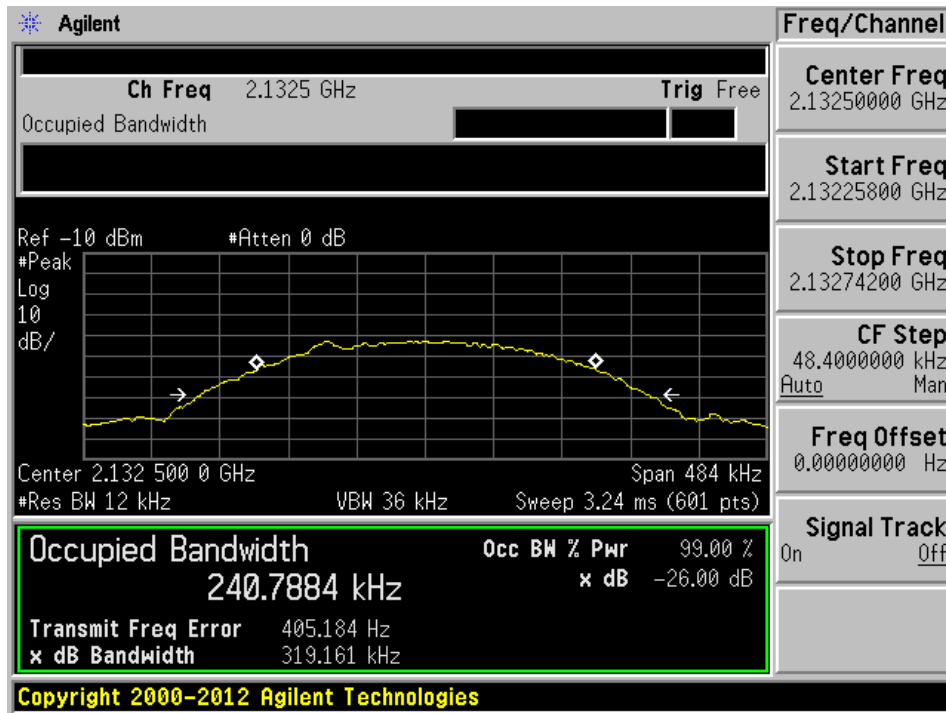 Agilent
Freq/Channel
Ch Freq 2.1325 GHz
Trig Free
Occupied Bandwidth
Center Freq
2.13250000 GHz
Start Freq
2.13225800 GHz
Stop Freq
2.13274200 GHz
CF Step
48.4000000 kHz
Auto Man
Freq Offset
0.00000000 Hz
Signal Track
On Off
Ref -10 dBm #Atten 0 dB
#Peak
Log
10
dB/
Center 2.132 500 0 GHz Span 484 kHz
#Res BW 12 kHz VBW 36 kHz Sweep 3.24 ms (601 pts)
Occupied Bandwidth
240.7884 kHz
Occ BW % Pwr 99.00 %
x dB -26.00 dB
Transmit Freq Error 405.184 Hz
x dB Bandwidth 319.161 kHz
Copyright 2000-2012 Agilent Technologies